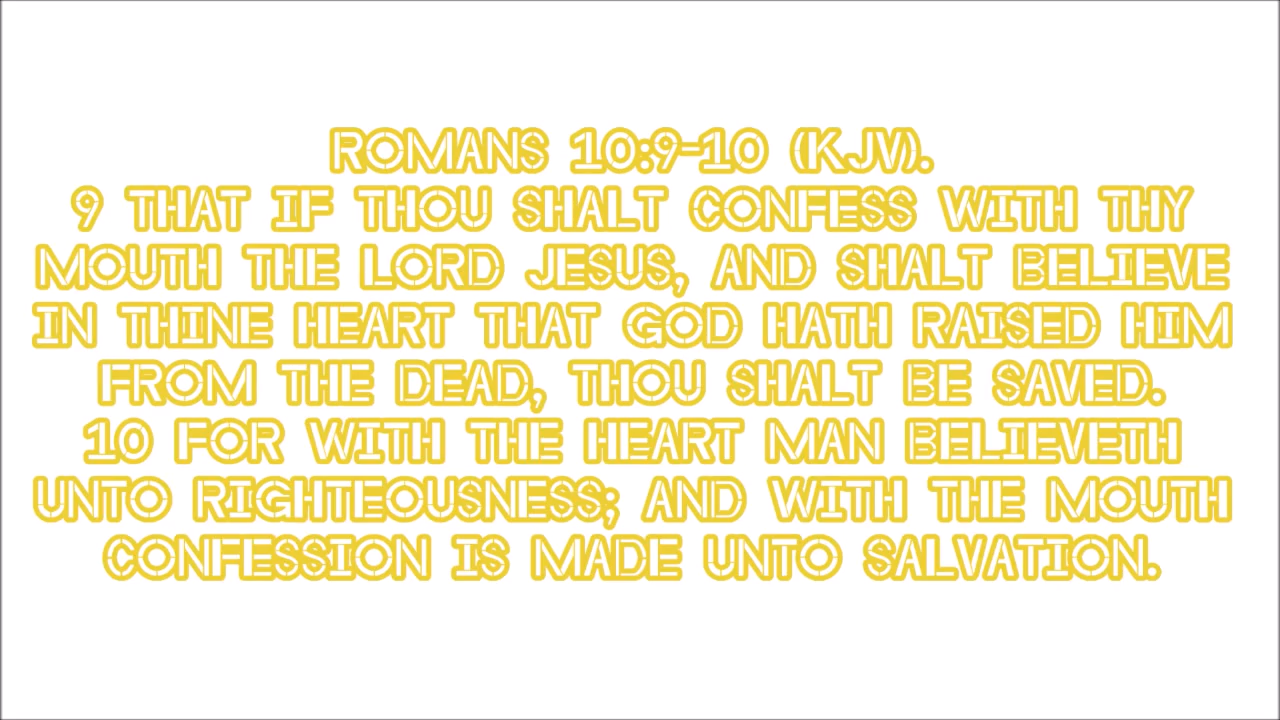 ROMANS 10:9-10 (KJV).
9 THAT IF THOU SHALT CONFESS WITH THY
MOUTH THE LORD JESUS, AND SHALT BELIEVE
IN THINE HEART THAT GOD HATH RAISED HIM
FROM THE DEAD, THOU SHALT BE SAVED.
10 FOR WITH THE HEART MAN BELIEVETH
UNTO RIGHTEOUSNESS; AND WITH THE MOUTH
CONFESSION IS MADE UNTO SALVATION.